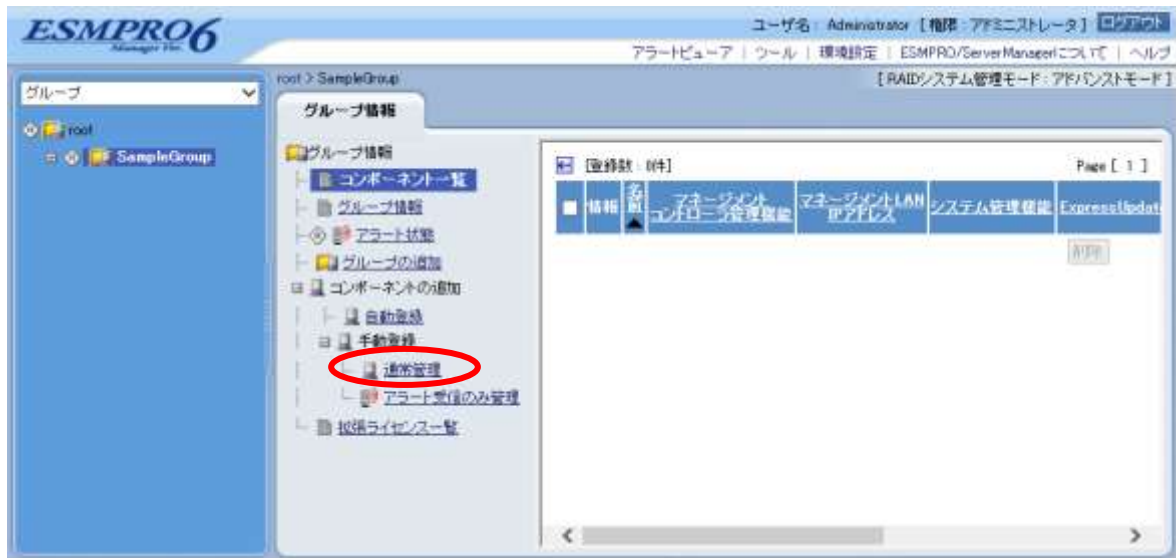 ESMPRO6
Manager Ver.
ユーザ名: Administrator [権限:アドミニストレータ] ログアウト
アラートビューア | ツール | 環境設定 | ESMPRO/ServerManagerについて | ヘルプ
グループ
root > SampleGroup
[RAIDシステム管理モード:アドバンストモード]
グループ情報
root
SampleGroup
グループ情報
コンポーネント一覧
グループ情報
アラート状態
グループの追加
コンポーネントの追加
自動登録
手動登録
通常管理
アラート受信のみ管理
拡張ライセンス一覧
[登録数: 0件]
Page [ 1 ]
情報
名前▲
マネージメント
コントローラ管理機能
マネージメントLAN
IPアドレス
システム管理機能
ExpressUpdat
削除